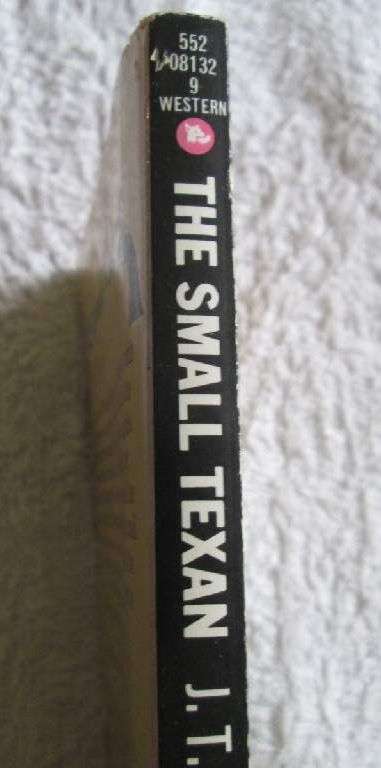 552
08132
9
WESTERN
THE SMALL TEXAN
J. T.